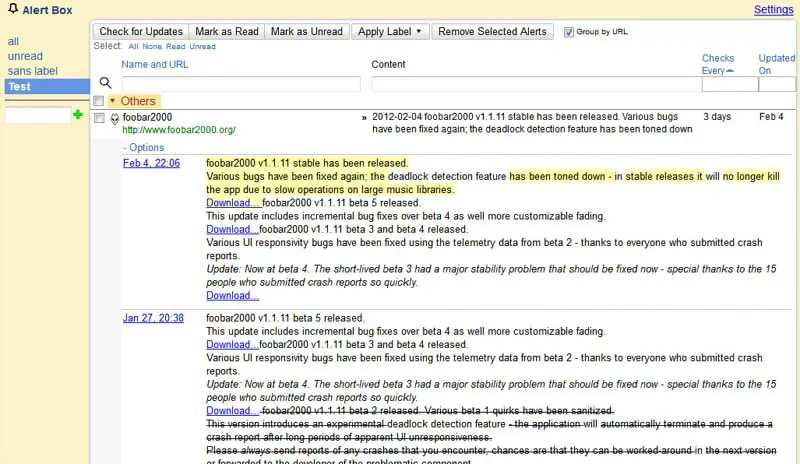 Alert Box
Settings
all
unread
sans label
Test
Check for Updates Mark as Read Mark as Unread Apply Label Remove Selected Alerts Group by URL
Select: All None Read Unread
Name and URL Content Checks Every Updated On
Others
foobar2000 » 2012-02-04 foobar2000 v1.1.11 stable has been released. Various bugs 3 days Feb 4
http://www.foobar2000.org/ have been fixed again; the deadlock detection feature has been toned down
- Options
Feb 4, 22:06 foobar2000 v1.1.11 stable has been released.
Various bugs have been fixed again; the deadlock detection feature has been toned down - in stable releases it will no longer kill
the app due to slow operations on large music libraries.
Download... foobar2000 v1.1.11 beta 5 released.
This update includes incremental bug fixes over beta 4 as well more customizable fading.
Download...foobar2000 v1.1.11 beta 3 and beta 4 released.
Various UI responsivity bugs have been fixed using the telemetry data from beta 2 - thanks to everyone who submitted crash
reports.
Update: Now at beta 4. The short-lived beta 3 had a major stability problem that should be fixed now - special thanks to the 15
people who submitted crash reports so quickly.
Download...
Jan 27, 20:38 foobar2000 v1.1.11 beta 5 released.
This update includes incremental bug fixes over beta 4 as well more customizable fading.
Download...foobar2000 v1.1.11 beta 3 and beta 4 released.
Various UI responsivity bugs have been fixed using the telemetry data from beta 2 - thanks to everyone who submitted crash
reports.
Update: Now at beta 4. The short-lived beta 3 had a major stability problem that should be fixed now - special thanks to the 15
people who submitted crash reports so quickly.
Download... foobar2000 v1.1.11 beta 2 released. Various beta 1 quirks have been sanitized.
This version introduces an experimental deadlock detection feature - the application will automatically terminate and produce a
crash report after long periods of apparent UI unresponsiveness.
Please always send reports of any crashes that you encounter, chances are that they can be worked-around in the next version
or forwarded to the developer of the problematic component.